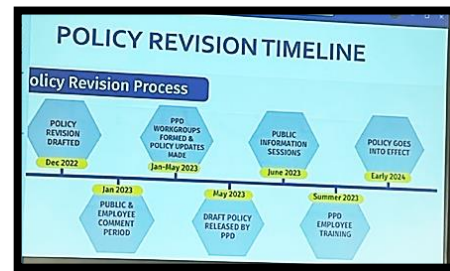 POLICY REVISION TIMELINE
olicy Revision Process
POLICY
REVISION
DRAFTED
Dec 2022
Jan 2023
PUBLIC &
EMPLOYEE
COMMENT
PERIOD
PPD
WORKGROUPS
FORMED &
POLICY UPDATES
MADE
Jan-May 2023
May 2023
DRAFT POLICY
RELEASED BY
PPD
PUBLIC
INFORMATION
SESSIONS
June 2023
Summer 2023
PPD
EMPLOYEE
TRAINING
POLICY GOES
INTO EFFECT
Early 2024